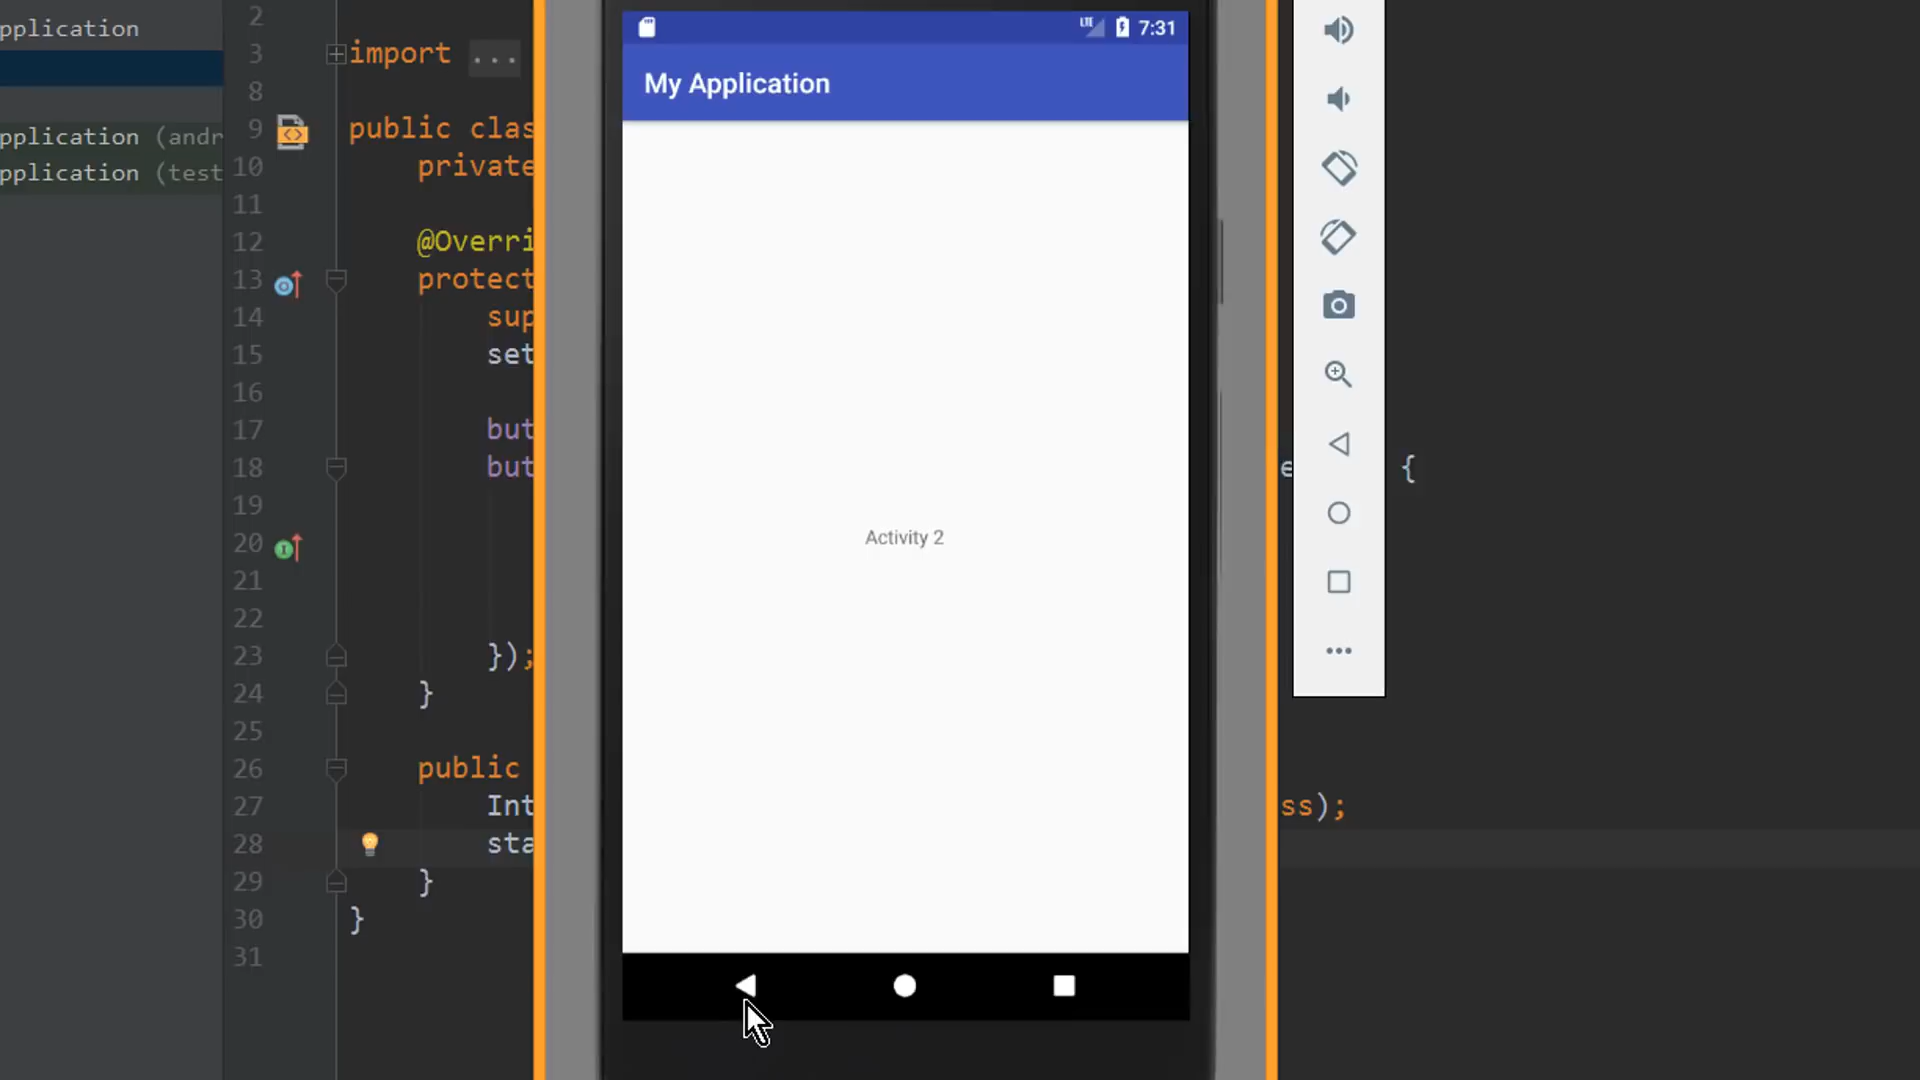 pplication
pplication (andr
pplication (test
2
3 import ...
8
9 public clas
10 private
11
12 @Overri
13 protect
14 sup
15 set
16
17 but
18 but e {
19
20
21
22
23 });
24 }
25
26 public
27 Int ss);
28 sta
29 }
30 }
31
LTE 7:31
My Application
Activity 2